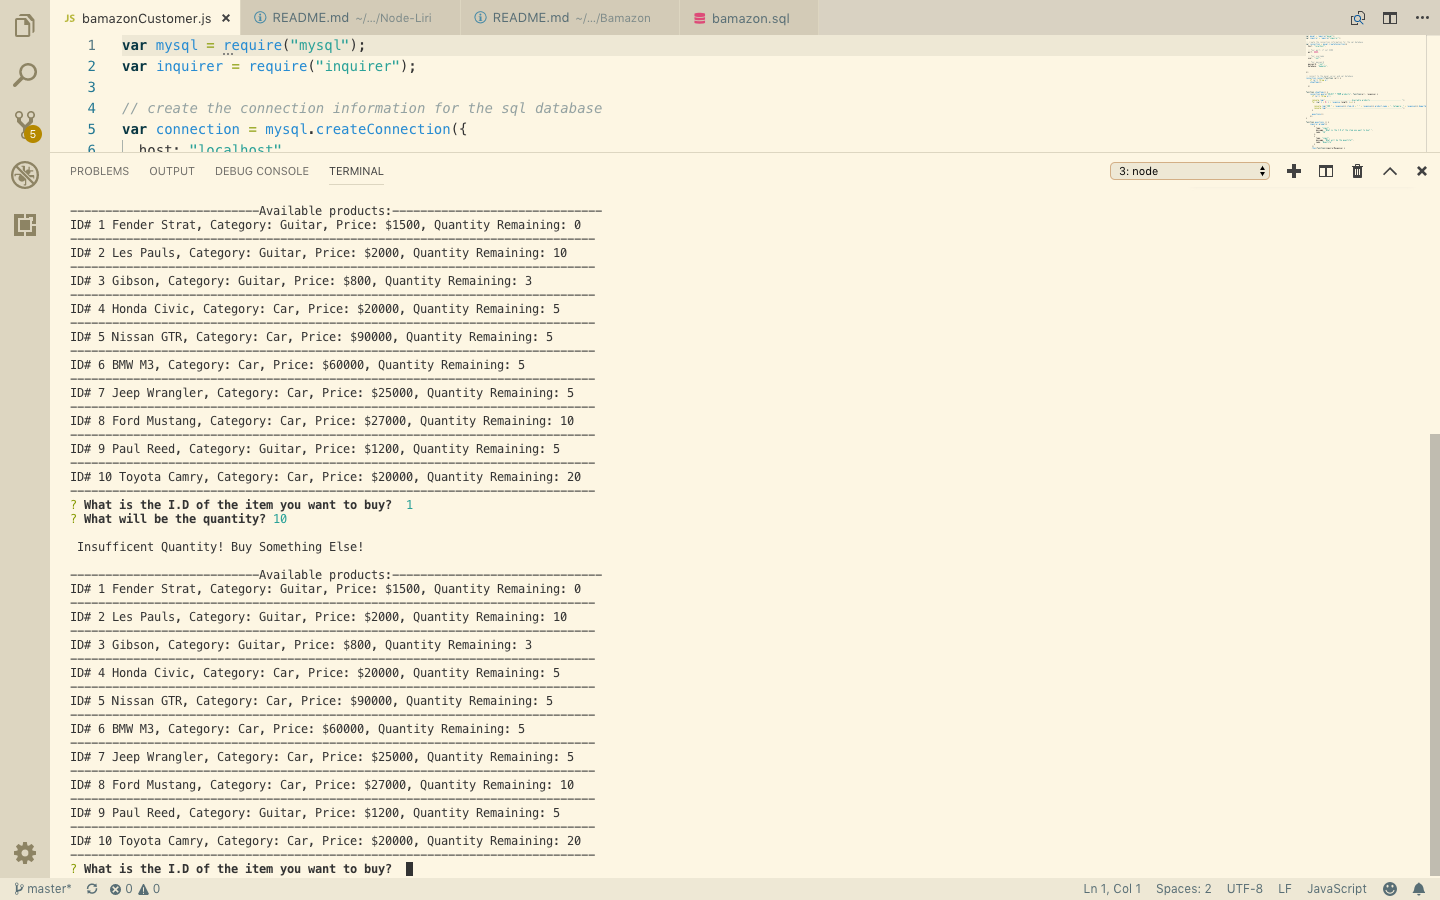 JS bamazonCustomer.js × README.md ~/.../Node-Liri README.md ~/.../Bamazon bamazon.sql
1 var mysql = require("mysql");
2 var inquirer = require("inquirer");
3
4 // create the connection information for the sql database
5 var connection = mysql.createConnection({
6 host: "localhost"
5
PROBLEMS OUTPUT DEBUG CONSOLE TERMINAL 3: node
---------------------------Available products:------------------------------
ID# 1 Fender Strat, Category: Guitar, Price: $1500, Quantity Remaining: 0
---------------------------------------------------------------------------
ID# 2 Les Pauls, Category: Guitar, Price: $2000, Quantity Remaining: 10
---------------------------------------------------------------------------
ID# 3 Gibson, Category: Guitar, Price: $800, Quantity Remaining: 3
---------------------------------------------------------------------------
ID# 4 Honda Civic, Category: Car, Price: $20000, Quantity Remaining: 5
---------------------------------------------------------------------------
ID# 5 Nissan GTR, Category: Car, Price: $90000, Quantity Remaining: 5
---------------------------------------------------------------------------
ID# 6 BMW M3, Category: Car, Price: $60000, Quantity Remaining: 5
---------------------------------------------------------------------------
ID# 7 Jeep Wrangler, Category: Car, Price: $25000, Quantity Remaining: 5
---------------------------------------------------------------------------
ID# 8 Ford Mustang, Category: Car, Price: $27000, Quantity Remaining: 10
---------------------------------------------------------------------------
ID# 9 Paul Reed, Category: Guitar, Price: $1200, Quantity Remaining: 5
---------------------------------------------------------------------------
ID# 10 Toyota Camry, Category: Car, Price: $20000, Quantity Remaining: 20
---------------------------------------------------------------------------
? What is the I.D of the item you want to buy?  1
? What will be the quantity? 10
Insufficent Quantity! Buy Something Else!
---------------------------Available products:------------------------------
ID# 1 Fender Strat, Category: Guitar, Price: $1500, Quantity Remaining: 0
---------------------------------------------------------------------------
ID# 2 Les Pauls, Category: Guitar, Price: $2000, Quantity Remaining: 10
---------------------------------------------------------------------------
ID# 3 Gibson, Category: Guitar, Price: $800, Quantity Remaining: 3
---------------------------------------------------------------------------
ID# 4 Honda Civic, Category: Car, Price: $20000, Quantity Remaining: 5
---------------------------------------------------------------------------
ID# 5 Nissan GTR, Category: Car, Price: $90000, Quantity Remaining: 5
---------------------------------------------------------------------------
ID# 6 BMW M3, Category: Car, Price: $60000, Quantity Remaining: 5
---------------------------------------------------------------------------
ID# 7 Jeep Wrangler, Category: Car, Price: $25000, Quantity Remaining: 5
---------------------------------------------------------------------------
ID# 8 Ford Mustang, Category: Car, Price: $27000, Quantity Remaining: 10
---------------------------------------------------------------------------
ID# 9 Paul Reed, Category: Guitar, Price: $1200, Quantity Remaining: 5
---------------------------------------------------------------------------
ID# 10 Toyota Camry, Category: Car, Price: $20000, Quantity Remaining: 20
---------------------------------------------------------------------------
? What is the I.D of the item you want to buy?
master* 0 0 Ln 1, Col 1 Spaces: 2 UTF-8 LF JavaScript